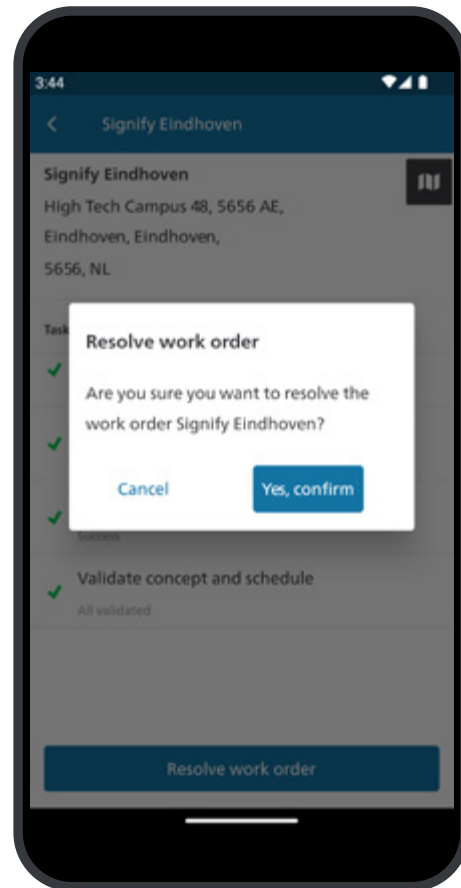 3:44
Signify Eindhoven
Signify Eindhoven
High Tech Campus 48, 5656 AE,
Eindhoven, Eindhoven,
5656, NL
Task
Resolve work order
Are you sure you want to resolve the
work order Signify Eindhoven?
Cancel
Yes, confirm
Success
Validate concept and schedule
All validated
Resolve work order